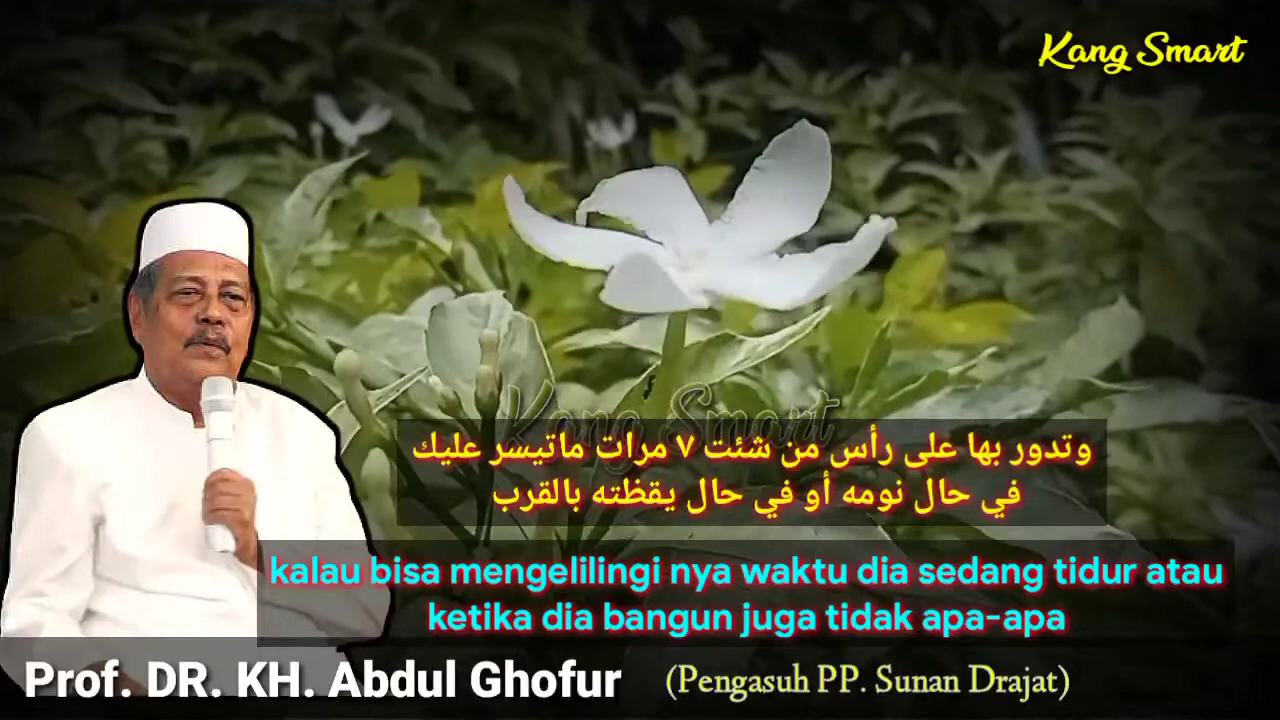 Kang Smart
Kang Smart
وتدور بها على رأس من شئت ٧ مرات ماتيسر عليك
في حال نومه أو في حال يقظته بالقرب
kalau bisa mengelilingi nya waktu dia sedang tidur atau
ketika dia bangun juga tidak apa-apa
Prof. DR. KH. Abdul Ghofur
(Pengasuh PP. Sunan Drajat)